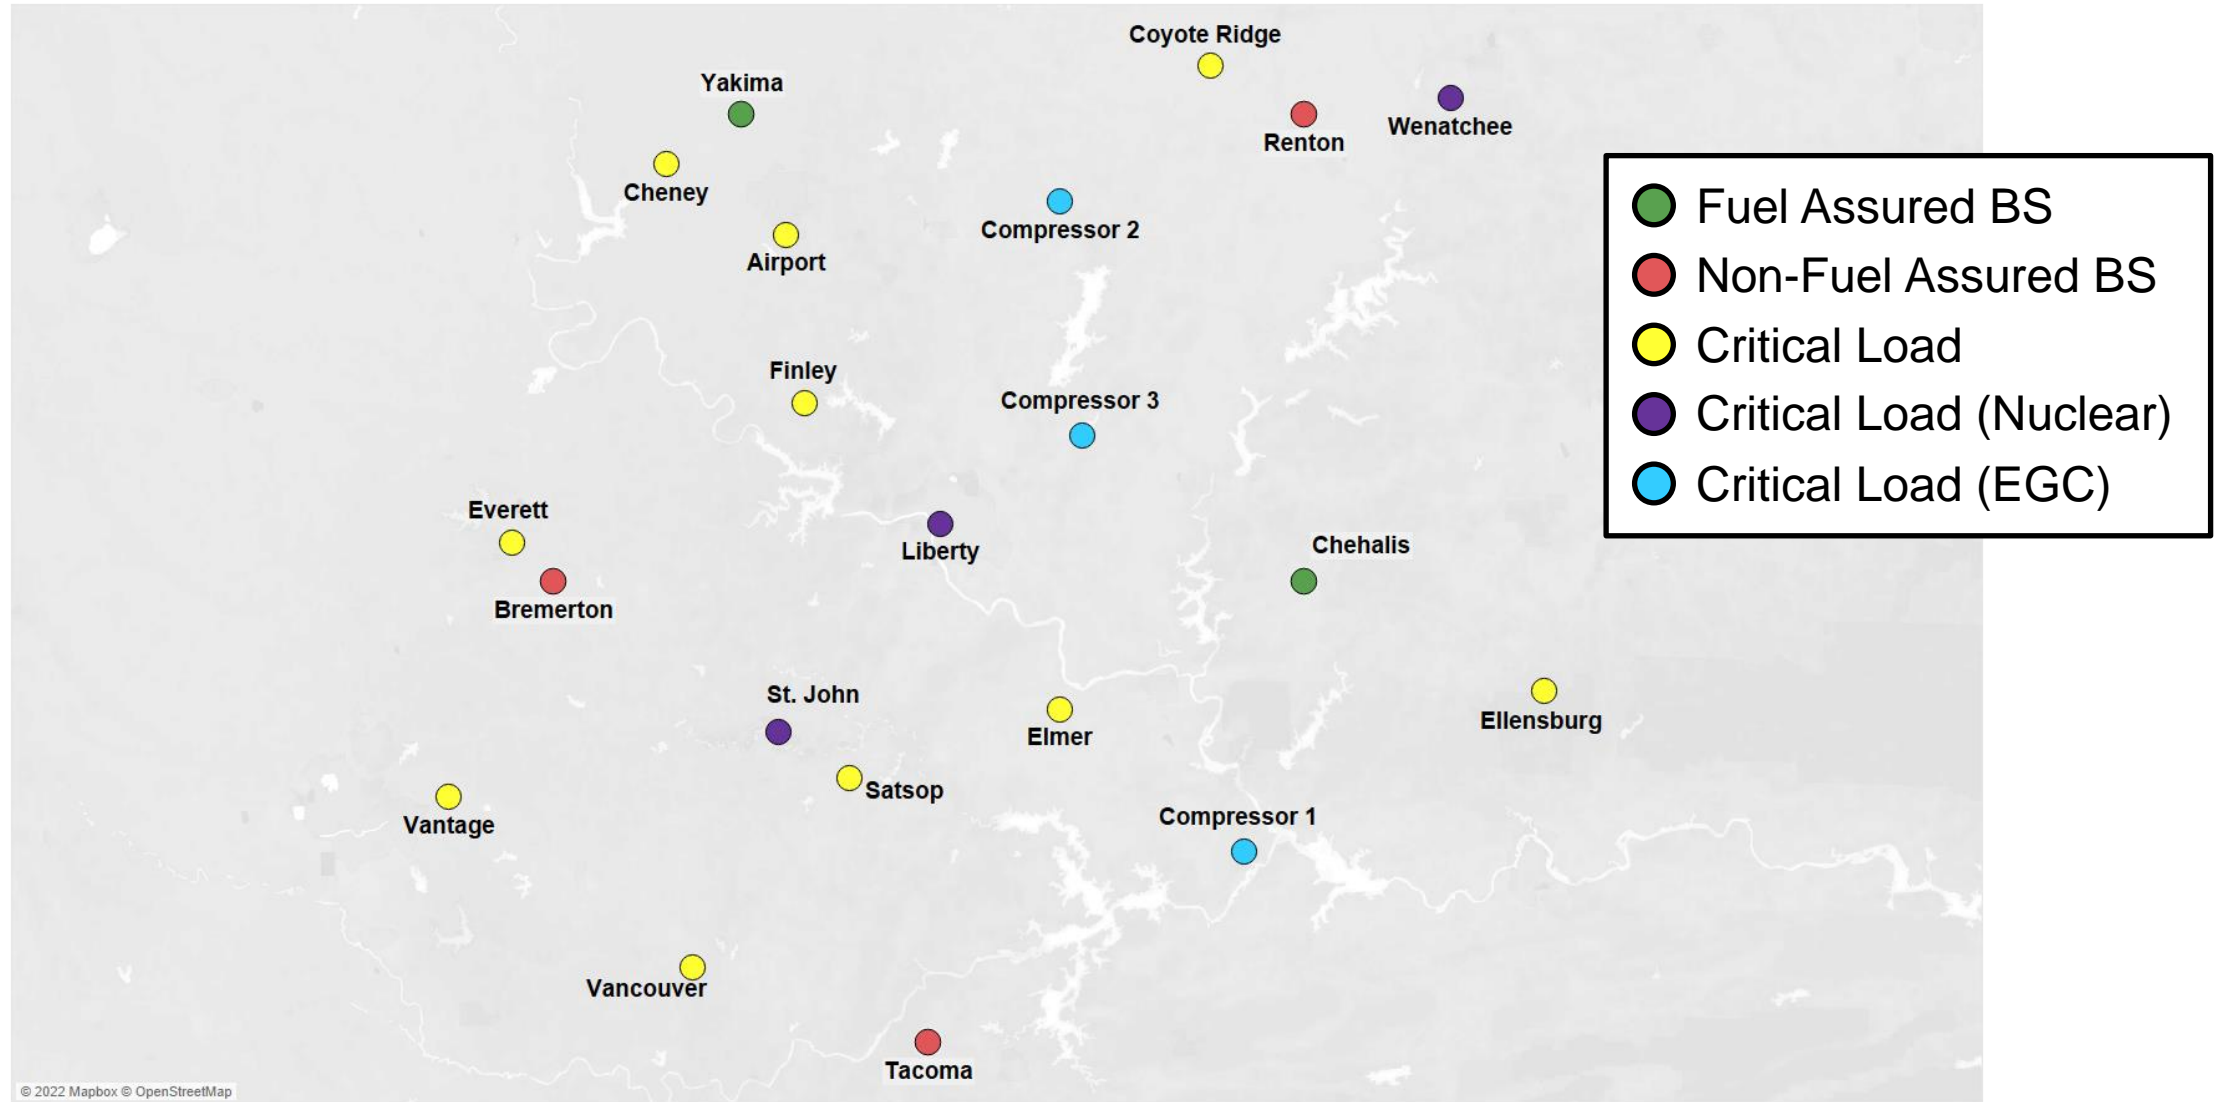 Coyote Ridge
Yakima
Wenatchee
Renton
Cheney
Compressor 2
Airport
Fuel Assured BS
Non-Fuel Assured BS
Critical Load
Critical Load (Nuclear)
Critical Load (EGC)
Finley
Compressor 3
Everett
Liberty
Chehalis
Bremerton
St. John
Elmer
Ellensburg
Satsop
Vantage
Compressor 1
Vancouver
Tacoma
© 2022 Mapbox © OpenStreetMap